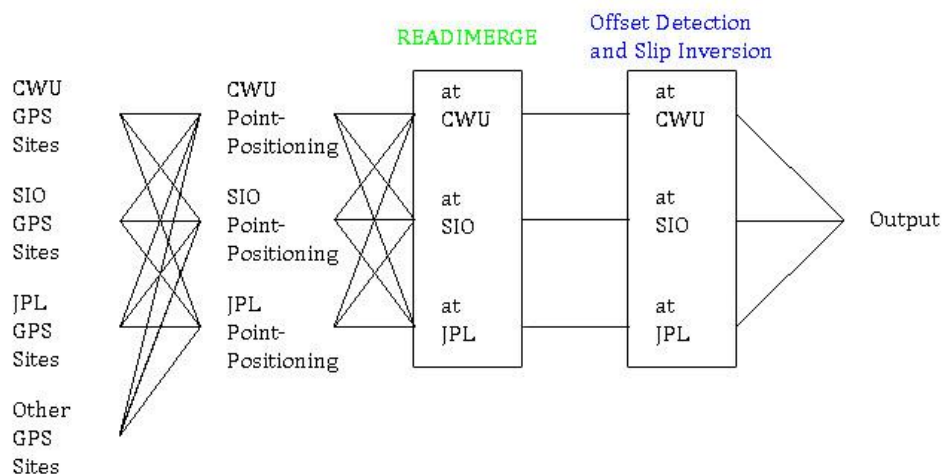 READIMERGE
Offset Detection
and Slip Inversion
CWU
GPS
Sites
SIO
GPS
Sites
JPL
GPS
Sites
Other
GPS
Sites
CWU
Point-
Positioning
SIO
Point-
Positioning
JPL
Point-
Positioning
at
CWU
at
SIO
at
JPL
at
CWU
at
SIO
at
JPL
Output